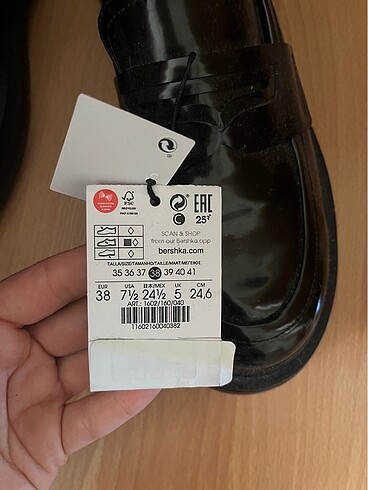 FSC
EAC
C
25
SCAN & SHOP
from our Bershka app
bershka.com
TALLA/SIZE/TAMANHO/TAILLE/MAAT/ΜΕΓΕΘΟΣ
35 36 37 38 39 40 41
EUR USA 日本/MEX UK CM
38 7½ 24½ 5 24,6
ART.: 1602/160/040
11602160040382